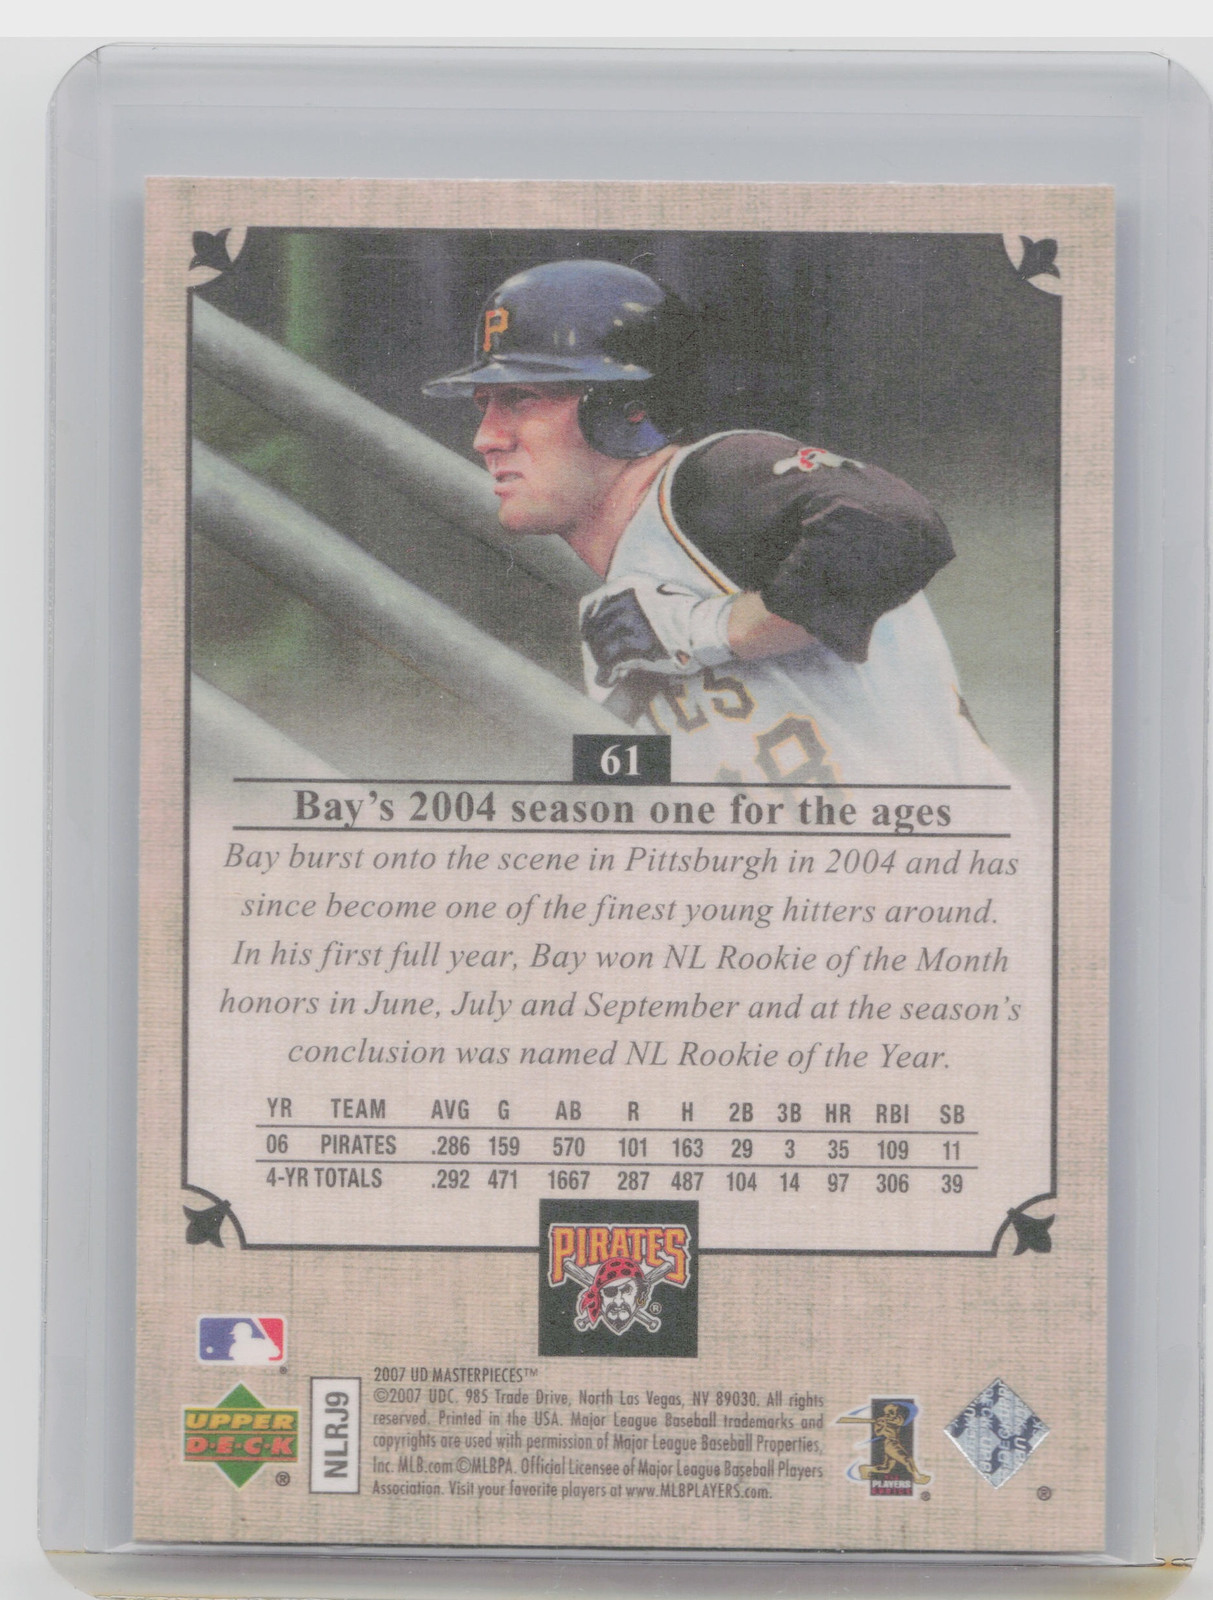 P
61
Bay's 2004 season one for the ages
Bay burst onto the scene in Pittsburgh in 2004 and has
since become one of the finest young hitters around.
In his first full year, Bay won NL Rookie of the Month
honors in June, July and September and at the season's
conclusion was named NL Rookie of the Year.
YR TEAM AVG G AB R H 2B 3B HR RBI SB
06 PIRATES .286 159 570 101 163 29 3 35 109 11
4-YR TOTALS .292 471 1667 287 487 104 14 97 306 39
PIRATES
®
UPPER
D·E·C·K
®
NLRJ9
2007 UD MASTERPIECES™
©2007 UDC. 985 Trade Drive, North Las Vegas, NV 89030. All rights
reserved. Printed in the USA. Major League Baseball trademarks and
copyrights are used with permission of Major League Baseball Properties,
Inc. MLB.com ©MLBPA. Official Licensee of Major League Baseball Players
Association. Visit your favorite players at www.MLBPLAYERS.com.
PLAYERS
®
®